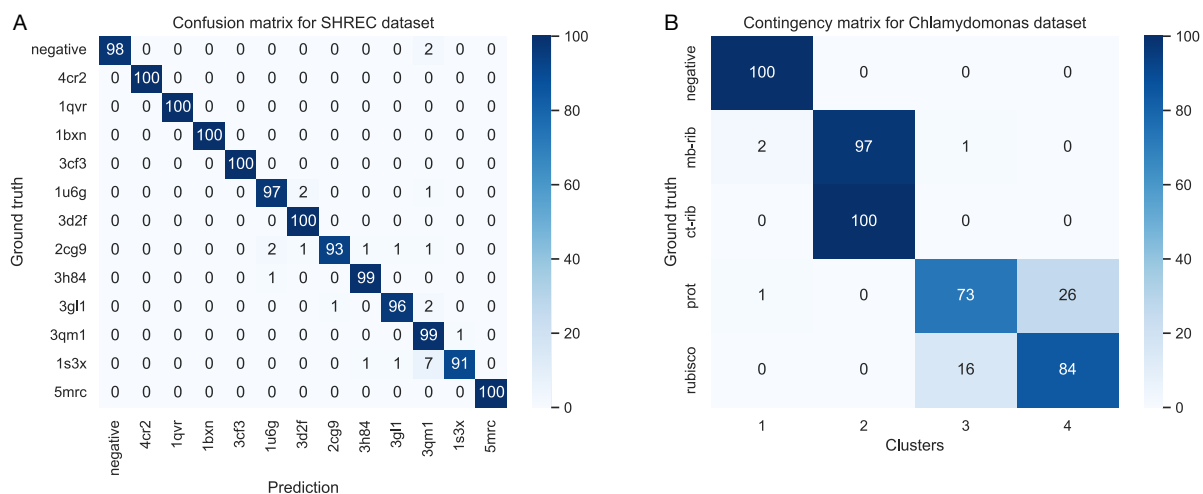 A
Confusion matrix for SHREC dataset
Ground truth
negative 98 0 0 0 0 0 0 0 0 0 2 0 0
4cr2 0 100 0 0 0 0 0 0 0 0 0 0 0
1qvr 0 0 100 0 0 0 0 0 0 0 0 0 0
1bxn 0 0 0 100 0 0 0 0 0 0 0 0 0
3cf3 0 0 0 0 100 0 0 0 0 0 0 0 0
1u6g 0 0 0 0 0 97 2 0 0 0 1 0 0
3d2f 0 0 0 0 0 0 100 0 0 0 0 0 0
2cg9 0 0 0 0 0 2 1 93 1 1 1 0 0
3h84 0 0 0 0 0 1 0 0 99 0 0 0 0
3gl1 0 0 0 0 0 0 0 1 0 96 2 0 0
3qm1 0 0 0 0 0 0 0 0 0 0 99 1 0
1s3x 0 0 0 0 0 0 0 0 1 1 7 91 0
5mrc 0 0 0 0 0 0 0 0 0 0 0 0 100
negative 4cr2 1qvr 1bxn 3cf3 1u6g 3d2f 2cg9 3h84 3gl1 3qm1 1s3x 5mrc
Prediction
100
80
60
40
20
0
B
Contingency matrix for Chlamydomonas dataset
Ground truth
negative 100 0 0 0
mb-rib 2 97 1 0
ct-rib 0 100 0 0
prot 1 0 73 26
rubisco 0 0 16 84
1 2 3 4
Clusters
100
80
60
40
20
0